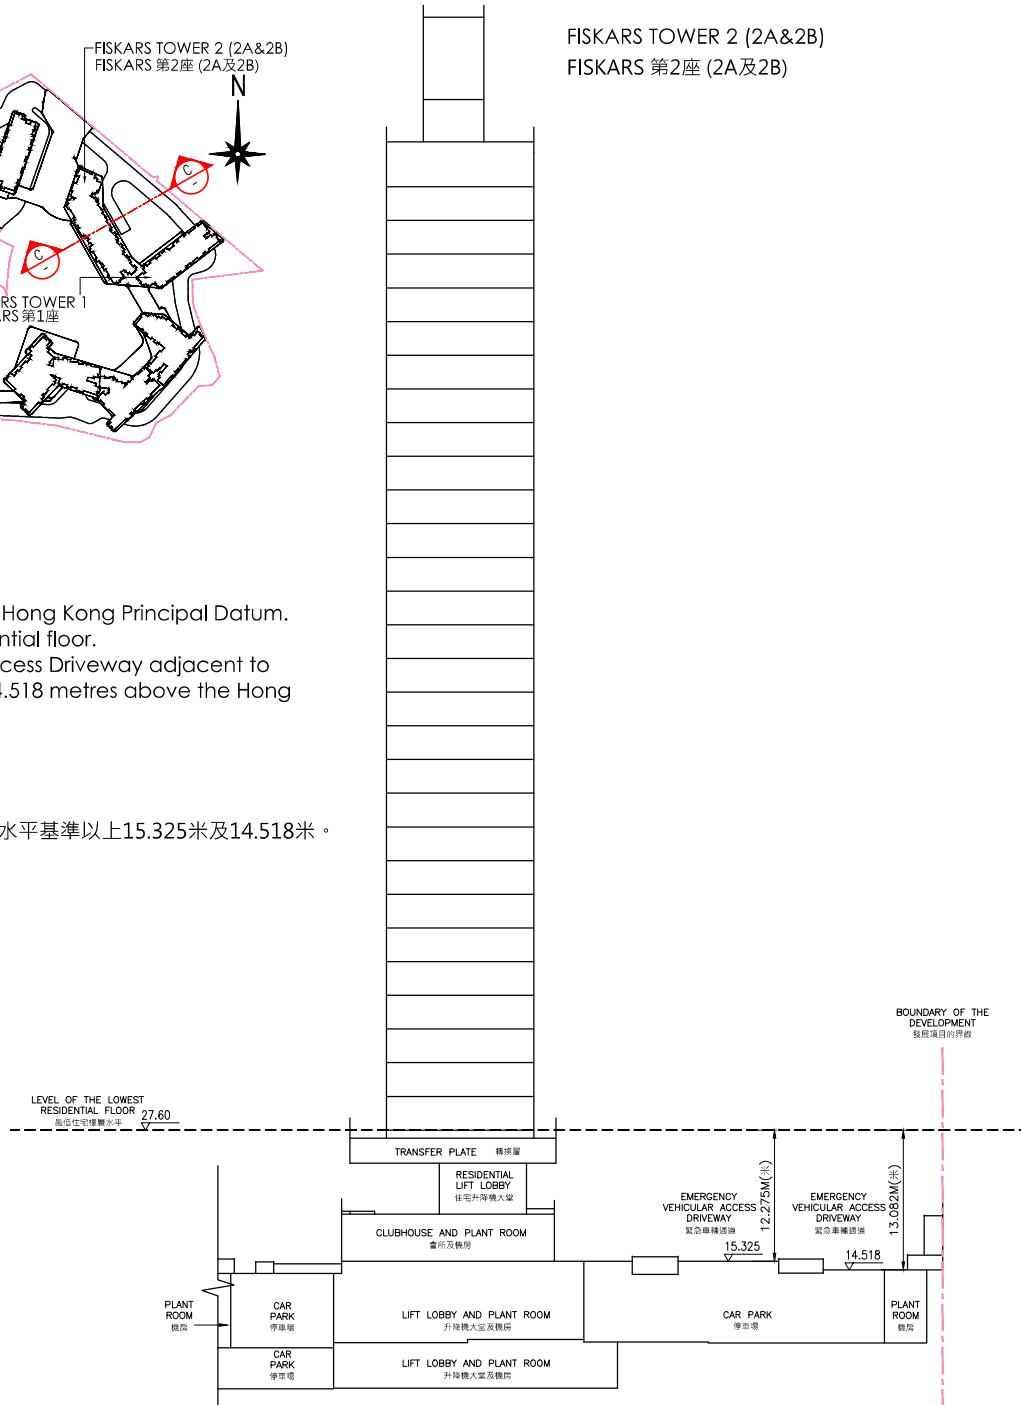 FISKARS TOWER 2 (2A&2B)
FISKARS 第2座 (2A及2B)
FISKARS TOWER 2 (2A&2B)
FISKARS 第2座 (2A及2B)
N
C
-
C
-
RS TOWER 1
ARS 第1座
Hong Kong Principal Datum.
ntial floor.
cess Driveway adjacent to
4.518 metres above the Hong
水平基準以上15.325米及14.518米。
BOUNDARY OF THE
DEVELOPMENT
發展項目的界線
LEVEL OF THE LOWEST
RESIDENTIAL FLOOR
最低住宅樓層水平
27.60
TRANSFER PLATE 轉換層
RESIDENTIAL
LIFT LOBBY
住宅升降機大堂
CLUBHOUSE AND PLANT ROOM
會所及機房
EMERGENCY
VEHICULAR ACCESS
DRIVEWAY
緊急車輛通道
12.275M(米)
15.325
EMERGENCY
VEHICULAR ACCESS
DRIVEWAY
緊急車輛通道
13.082M(米)
14.518
PLANT
ROOM
機房
CAR
PARK
停車場
LIFT LOBBY AND PLANT ROOM
升降機大堂及機房
CAR PARK
停車場
PLANT
ROOM
機房
CAR
PARK
停車場
LIFT LOBBY AND PLANT ROOM
升降機大堂及機房